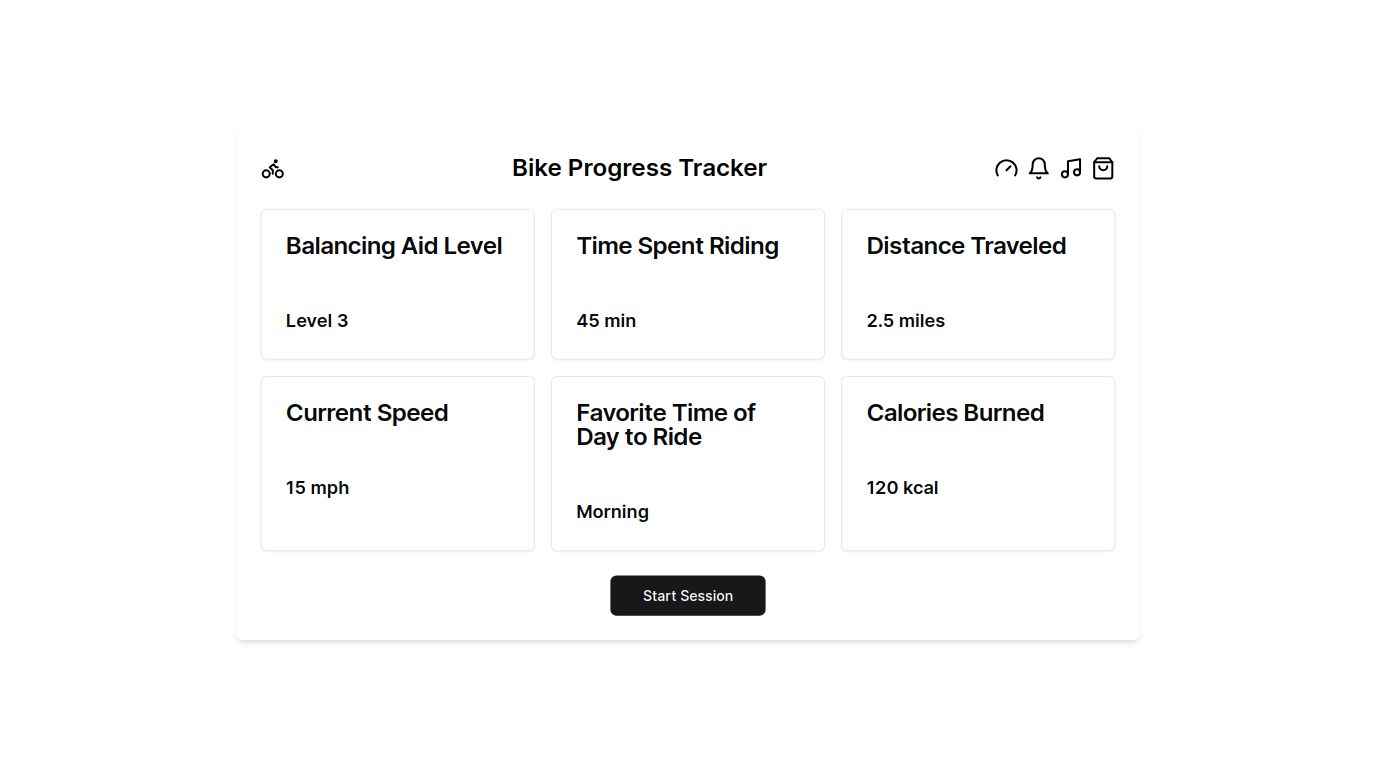 Bike Progress Tracker
Balancing Aid Level
Level 3
Time Spent Riding
45 min
Distance Traveled
2.5 miles
Current Speed
15 mph
Favorite Time of
Day to Ride
Morning
Calories Burned
120 kcal
Start Session